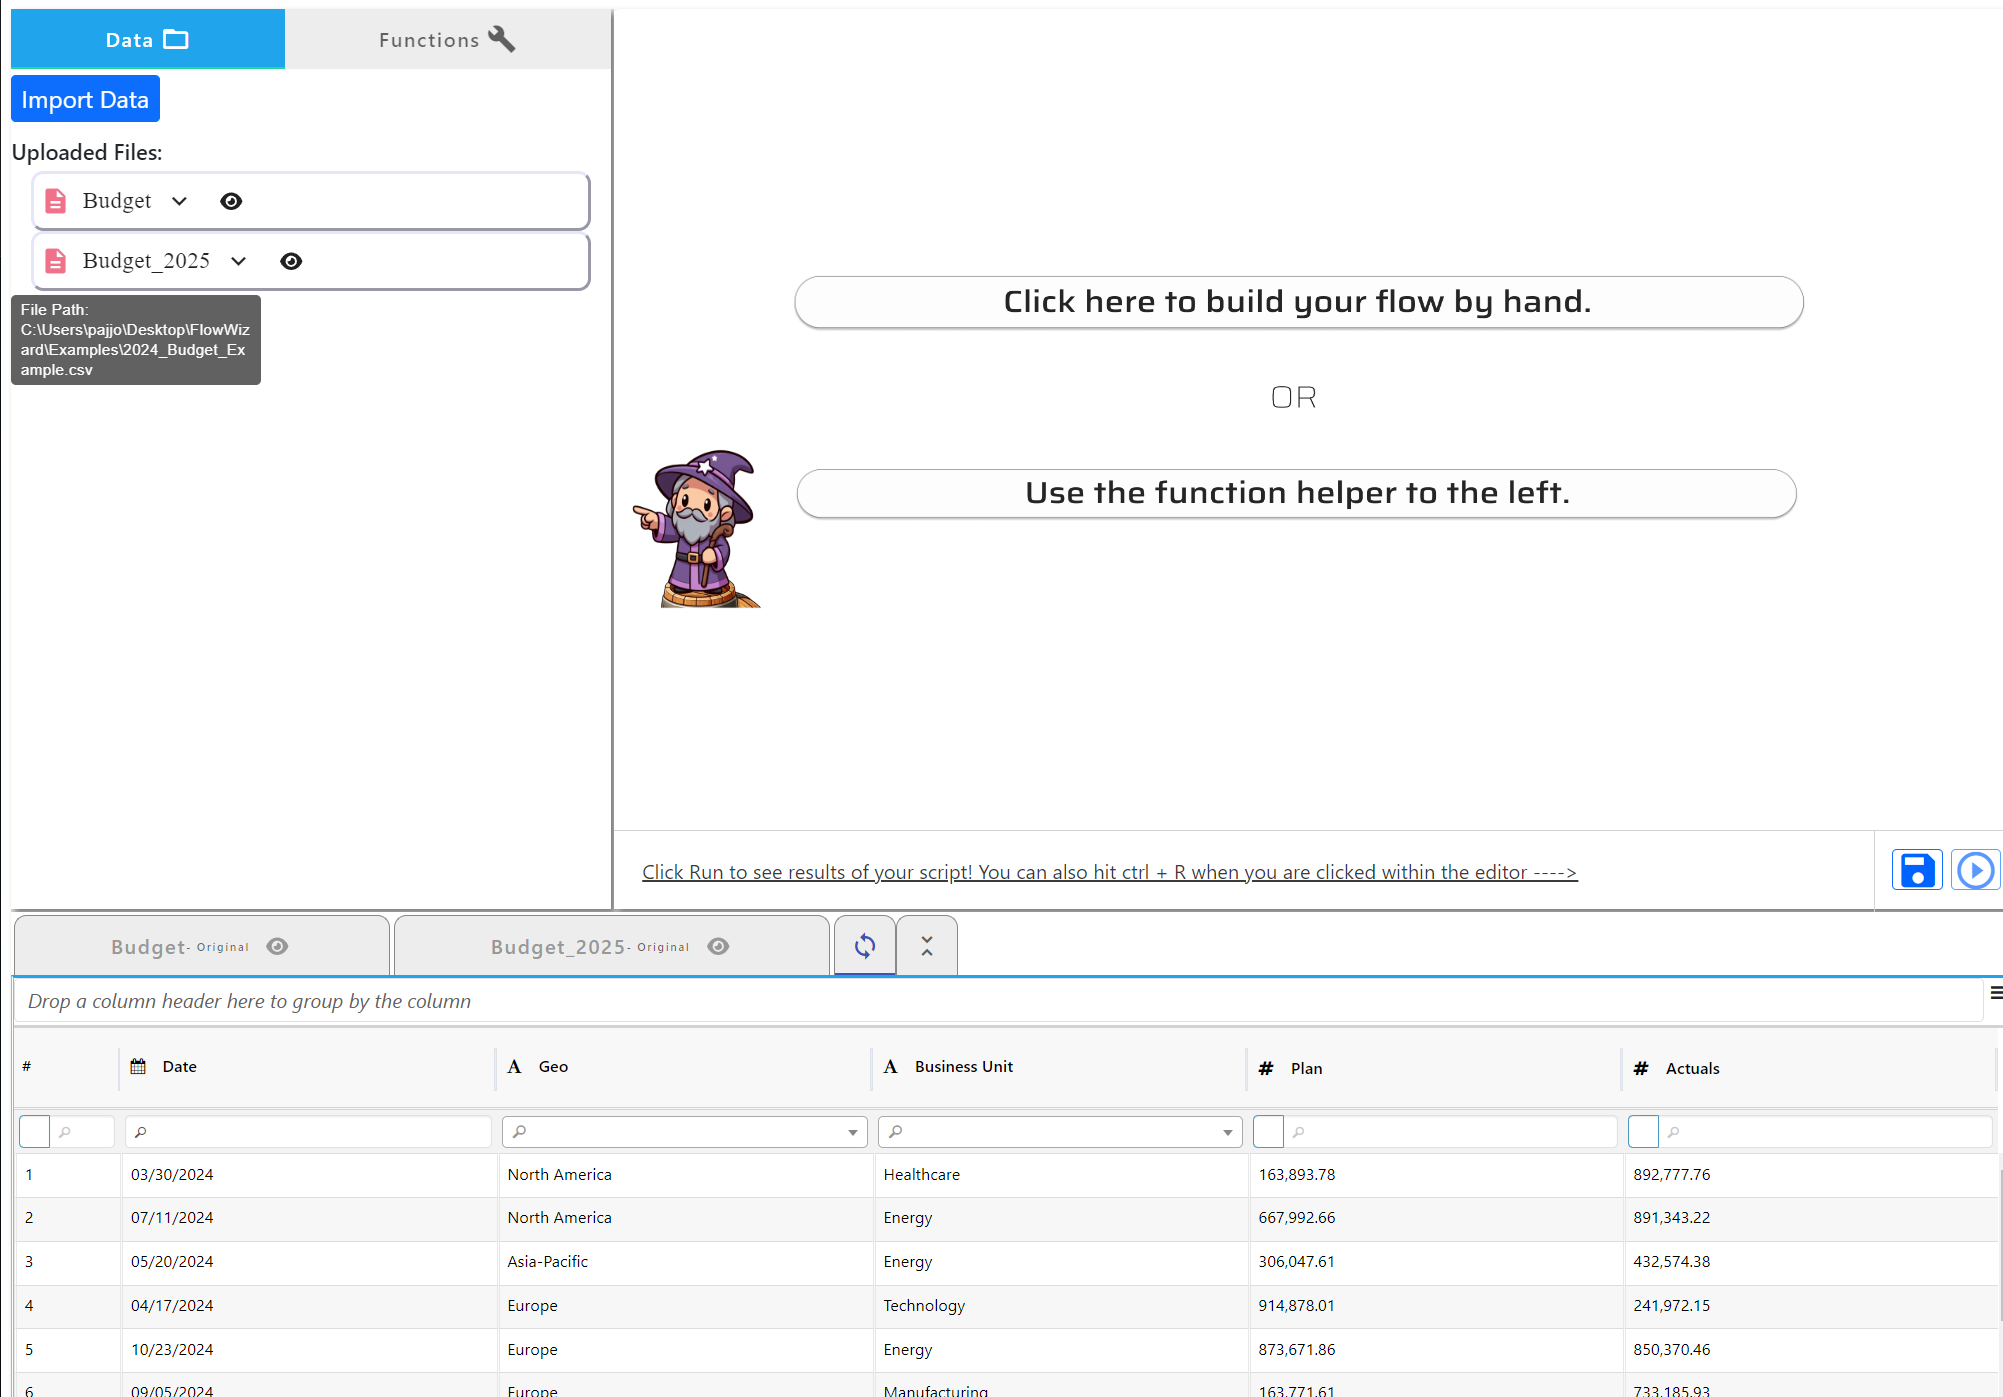 Data
Functions
Import Data
Uploaded Files:
Budget
Budget_2025
File Path:
C:\Users\pajjo\Desktop\FlowWiz
ard\Examples\2024_Budget_Ex
ample.csv
Click here to build your flow by hand.
OR
Use the function helper to the left.
Click Run to see results of your script! You can also hit ctrl + R when you are clicked within the editor ---->
Budget- Original
Budget_2025- Original
Drop a column header here to group by the column
# Date A Geo A Business Unit # Plan # Actuals
1 03/30/2024 North America Healthcare 163,893.78 892,777.76
2 07/11/2024 North America Energy 667,992.66 891,343.22
3 05/20/2024 Asia-Pacific Energy 306,047.61 432,574.38
4 04/17/2024 Europe Technology 914,878.01 241,972.15
5 10/23/2024 Europe Energy 873,671.86 850,370.46
6 09/05/2024 Europe Manufacturing 163,771.61 733,185.93